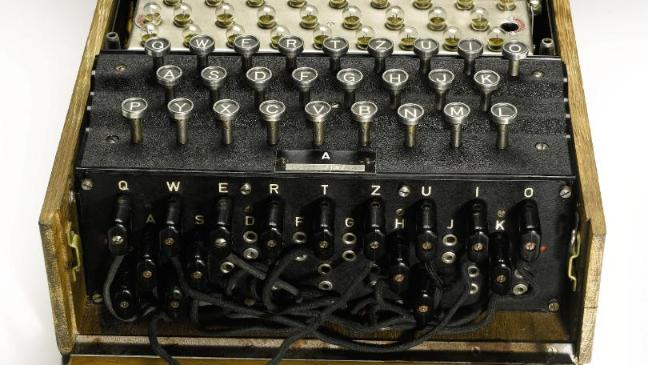 Q W E R T Z U I O
A S D F G H J K
P Y X C V B N M L
A
Q W E R T Z U I O
A S D F G H J K